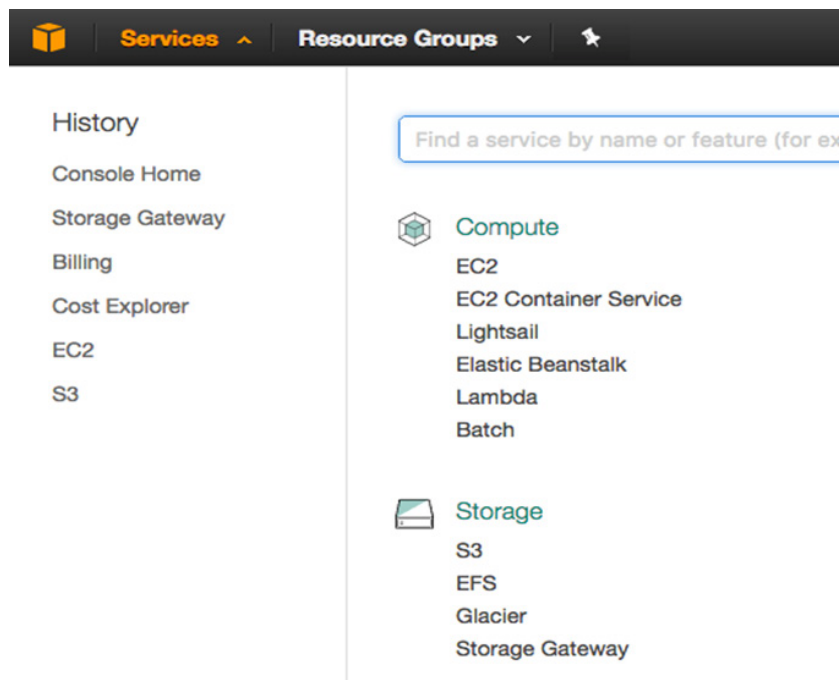 Services
Resource Groups
History
Console Home
Storage Gateway
Billing
Cost Explorer
EC2
S3
Find a service by name or feature (for ex
Compute
EC2
EC2 Container Service
Lightsail
Elastic Beanstalk
Lambda
Batch
Storage
S3
EFS
Glacier
Storage Gateway